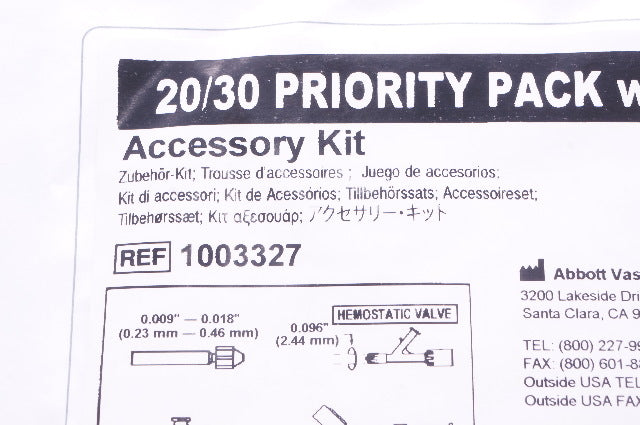 20/30 PRIORITY PACK
Accessory Kit
Zubehör-Kit; Trousse d'accessoires ; Juego de accesorios;
Kit di accessori; Kit de Acessórios; Tillbehörssats; Accessoireset;
Tilbehørssæt; Κιτ αξεσουάρ; アクセサリー・キット
REF 1003327
Abbott Vas
3200 Lakeside Dri
Santa Clara, CA 9
TEL: (800) 227-99
FAX: (800) 601-8
Outside USA TEL
Outside USA FAX
HEMOSTATIC VALVE
0.009" — 0.018"
(0.23 mm — 0.46 mm)
0.096"
(2.44 mm)